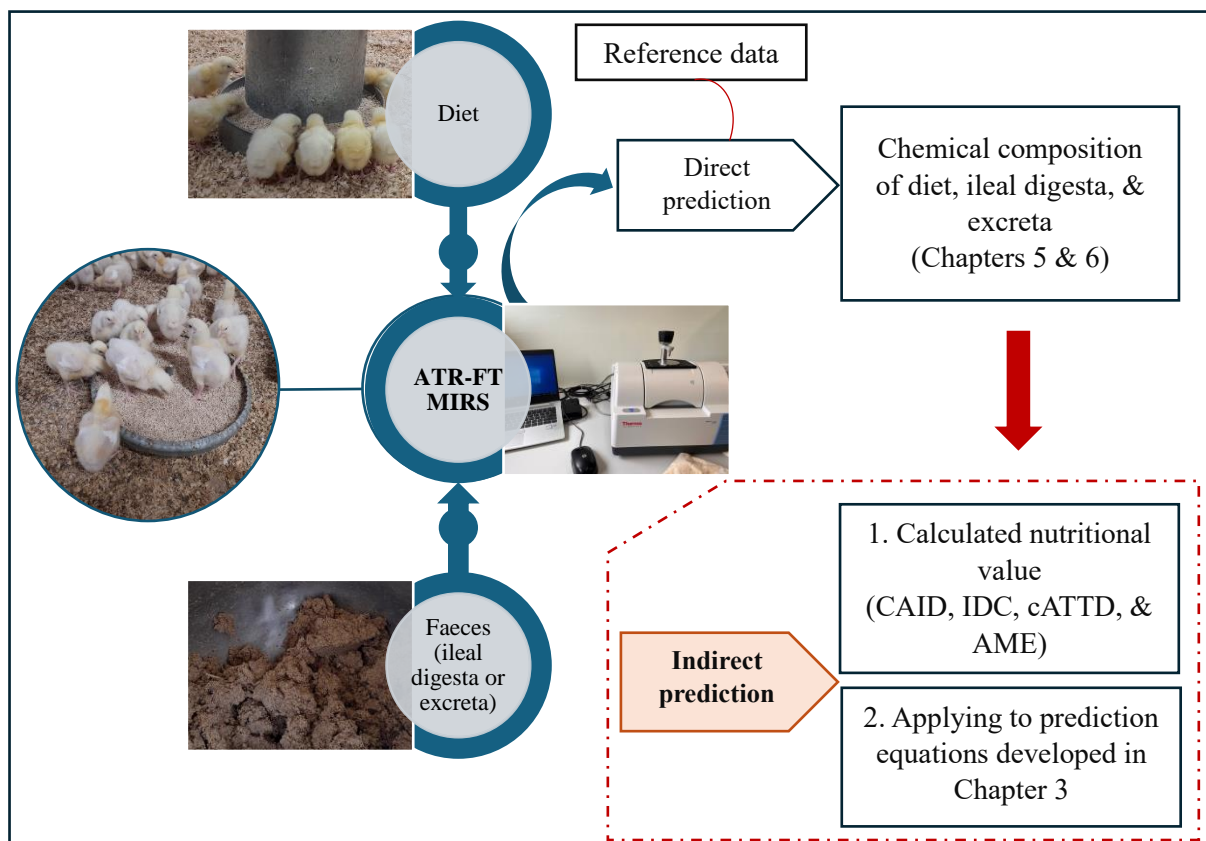 Diet
Reference data
Direct
prediction
Chemical composition
of diet, ileal digesta, &
excreta
(Chapters 5 & 6)
ATR-FT
MIRS
Thermo
Faeces
(ileal
digesta or
excreta)
Indirect
prediction
1. Calculated nutritional
value
(CAID, IDC, cATTD, &
AME)
2. Applying to prediction
equations developed in
Chapter 3